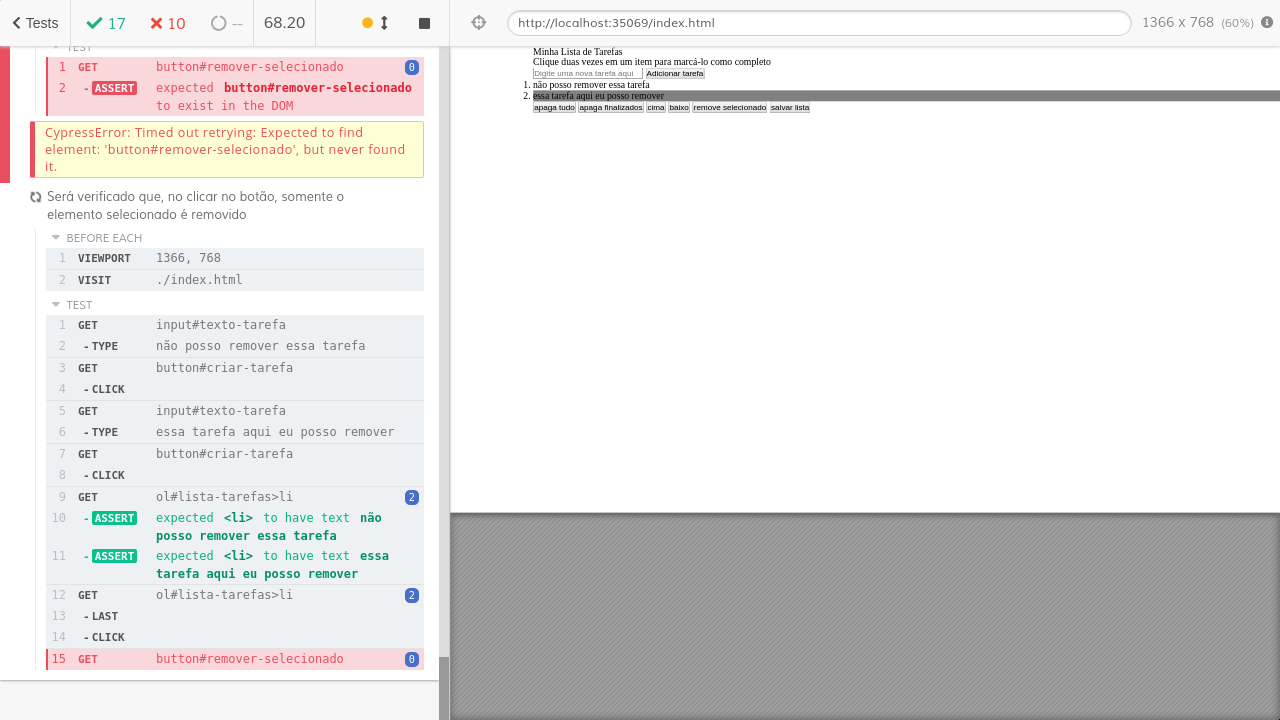 Tests 17 10 -- 68.20
TEST
1 GET button#remover-selecionado 0
2 -ASSERT expected button#remover-selecionado
to exist in the DOM
CypressError: Timed out retrying: Expected to find
element: 'button#remover-selecionado', but never found
it.
Será verificado que, no clicar no botão, somente o
elemento selecionado é removido
BEFORE EACH
1 VIEWPORT 1366, 768
2 VISIT ./index.html
TEST
1 GET input#texto-tarefa
2 -TYPE não posso remover essa tarefa
3 GET button#criar-tarefa
4 -CLICK
5 GET input#texto-tarefa
6 -TYPE essa tarefa aqui eu posso remover
7 GET button#criar-tarefa
8 -CLICK
9 GET ol#lista-tarefas>li 2
10 -ASSERT expected <li> to have text não
posso remover essa tarefa
11 -ASSERT expected <li> to have text essa
tarefa aqui eu posso remover
12 GET ol#lista-tarefas>li 2
13 -LAST
14 -CLICK
15 GET button#remover-selecionado 0
http://localhost:35069/index.html 1366 x 768 (60%)
Minha Lista de Tarefas
Clique duas vezes em um item para marcá-lo como completo
Digite uma nova tarefa aqui Adicionar tarefa
1. não posso remover essa tarefa
2. essa tarefa aqui eu posso remover
apaga tudo apaga finalizados cima baixo remove selecionado salvar lista